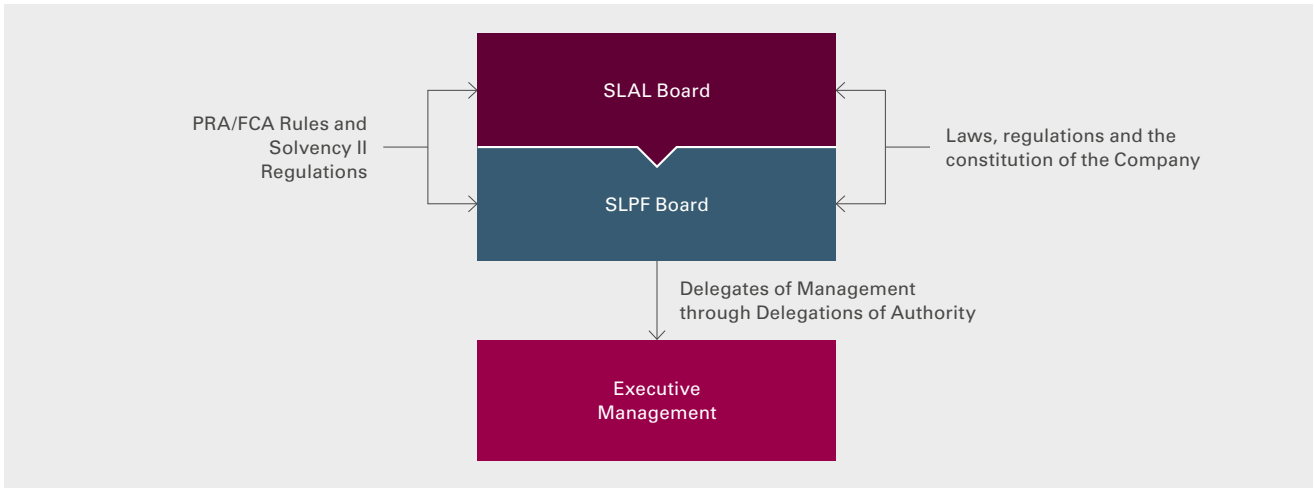 SLAL Board
PRA/FCA Rules and
Solvency II
Regulations
Laws, regulations and the
constitution of the Company
SLPF Board
Delegates of Management
through Delegations of Authority
Executive
Management